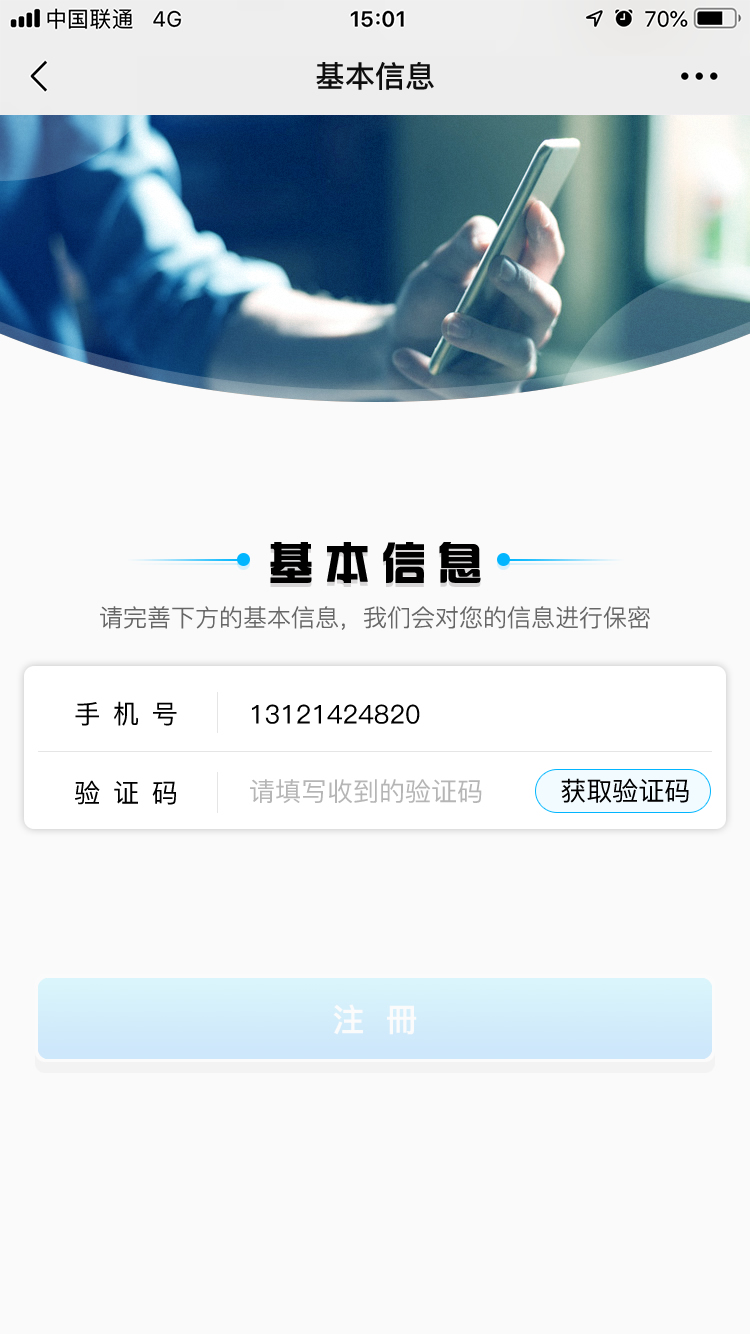 中国联通 4G 15:01 70%
基本信息
基本信息
请完善下方的基本信息，我们会对您的信息进行保密
手机号 13121424820
验证码 请填写收到的验证码 获取验证码
注冊